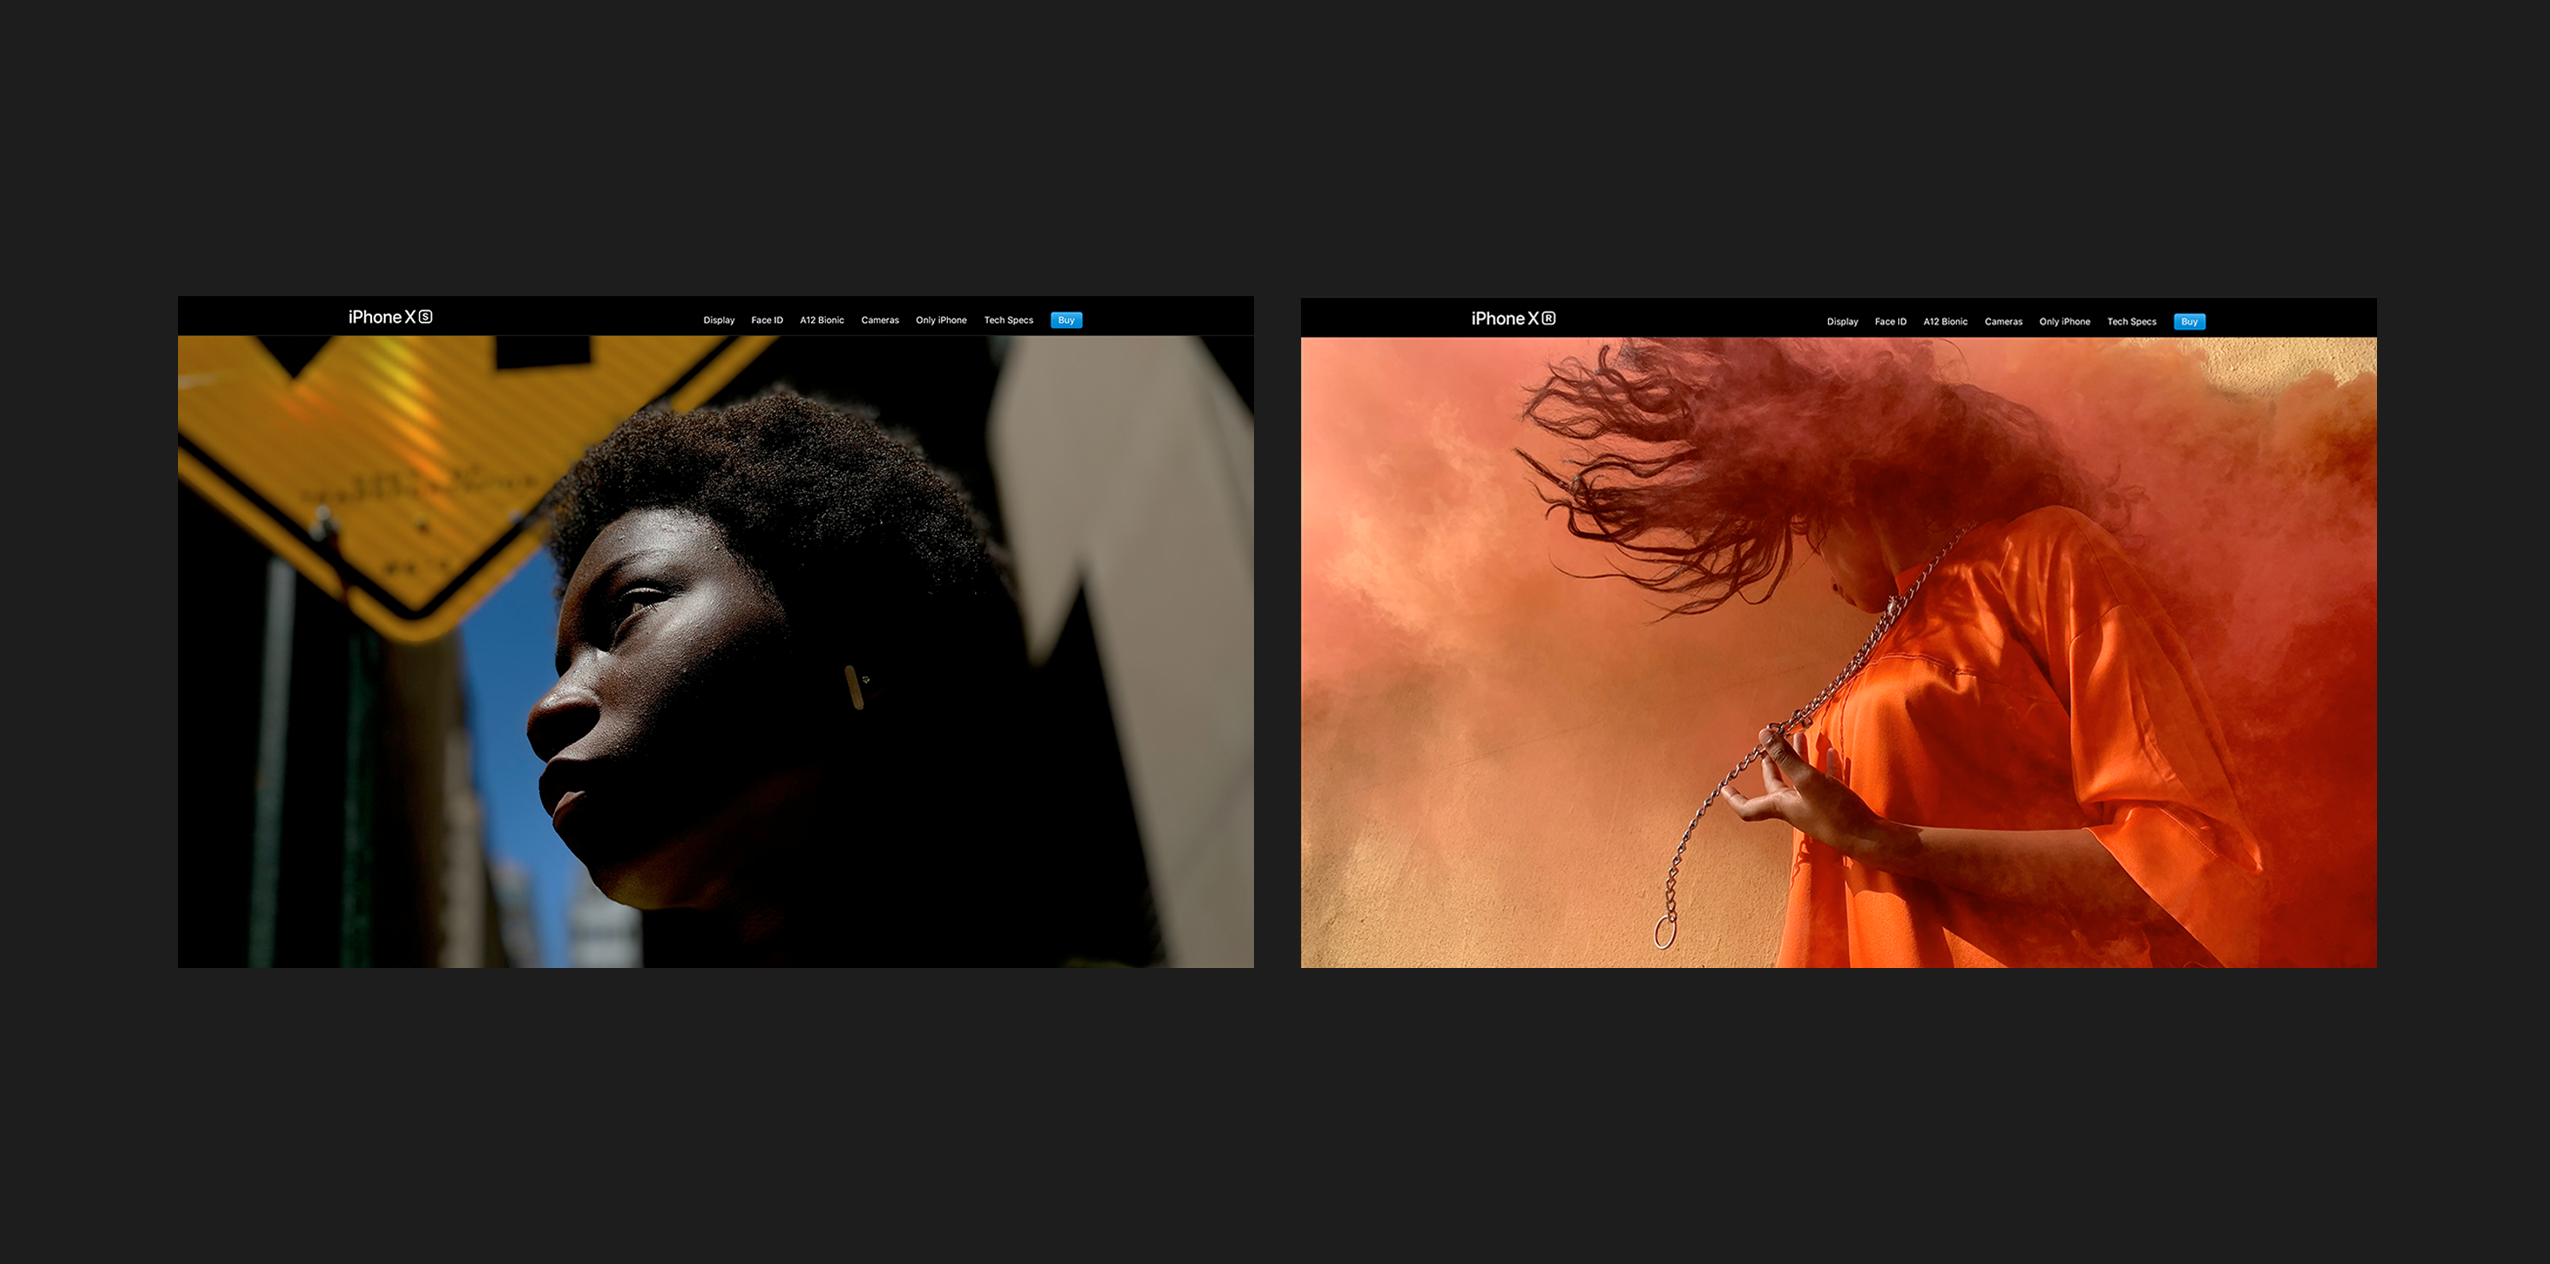 iPhone XS
Display Face ID A12 Bionic Cameras Only iPhone Tech Specs Buy
iPhone XR
Display Face ID A12 Bionic Cameras Only iPhone Tech Specs Buy